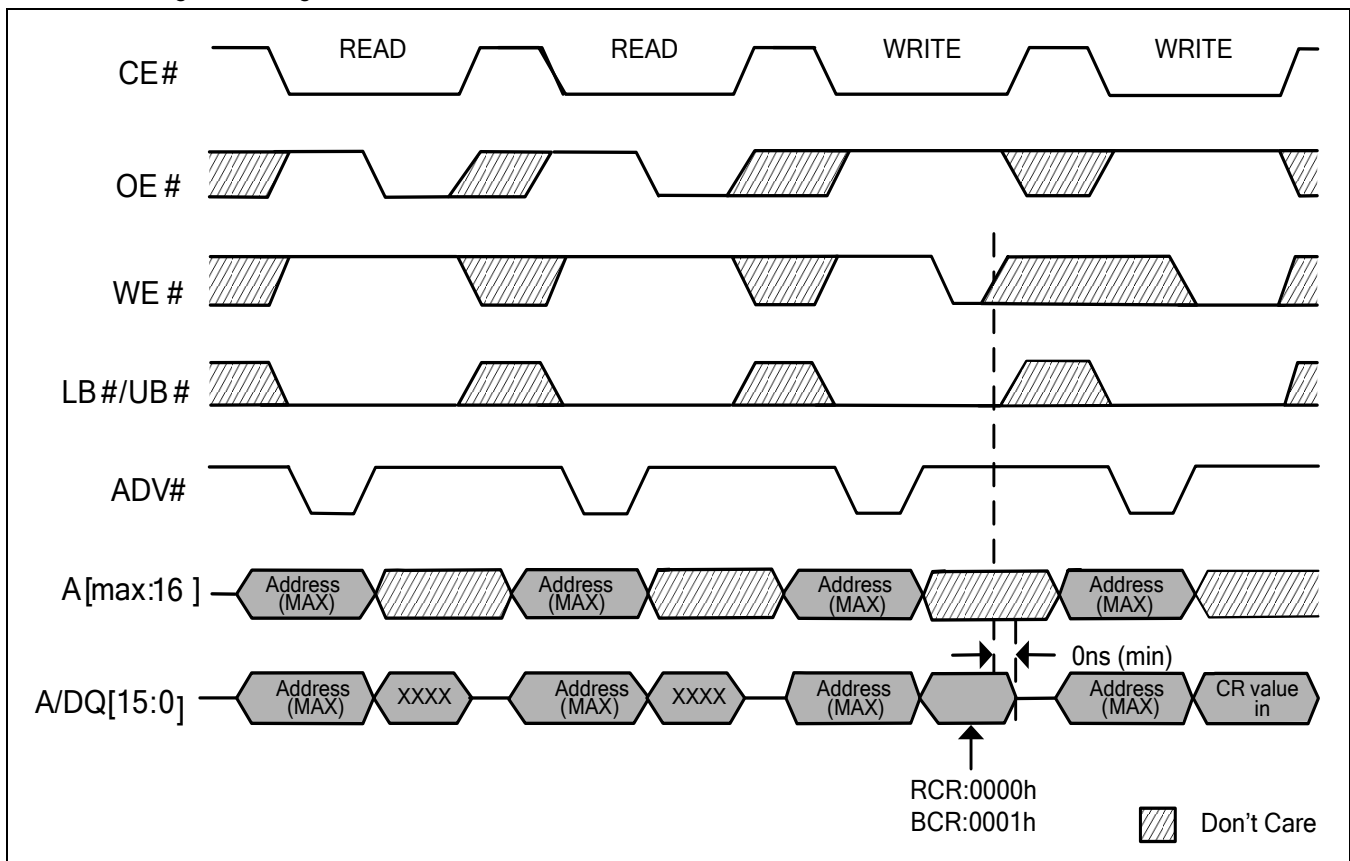 READ READ WRITE WRITE
CE#
OE #
WE #
LB #/UB #
ADV#
A[max:16 ] Address (MAX) Address (MAX) Address (MAX) Address (MAX)
0ns (min)
A/DQ[15:0] Address (MAX) XXXX Address (MAX) XXXX Address (MAX) Address (MAX) CR value in
RCR:0000h
BCR:0001h
Don't Care